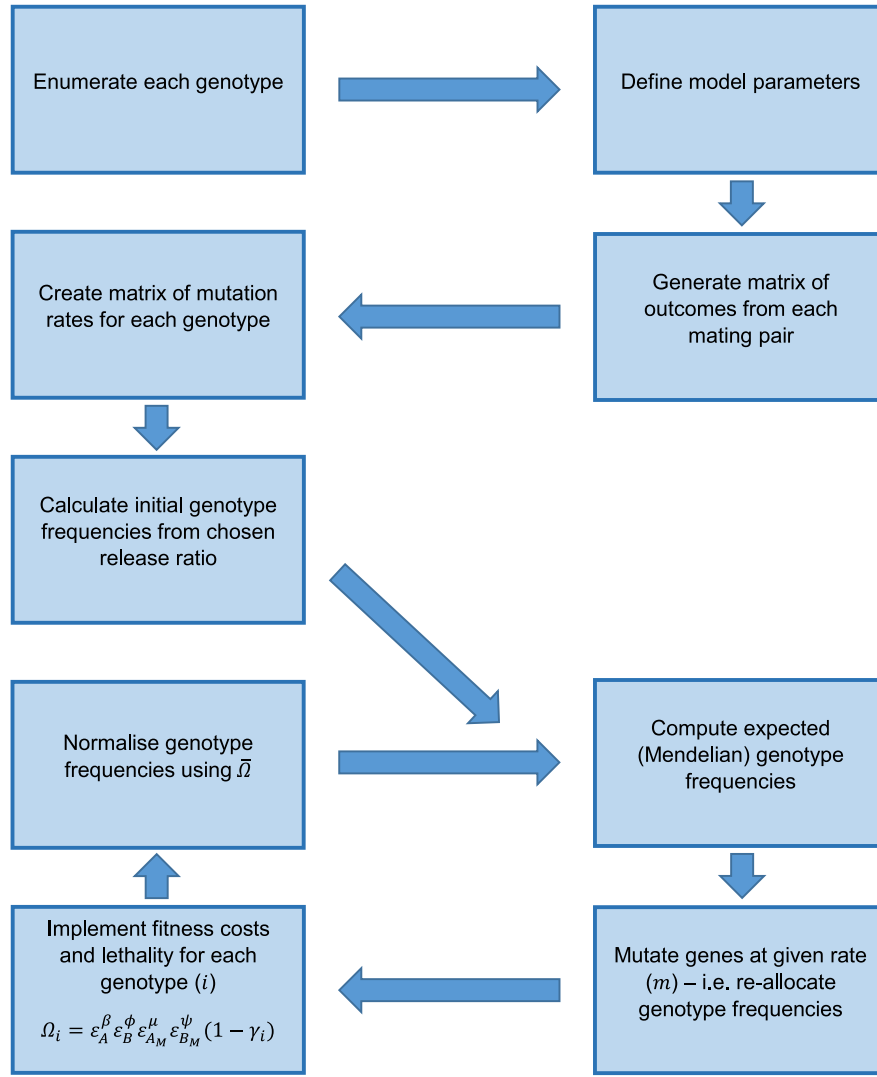 Enumerate each genotype
Define model parameters
Create matrix of mutation
rates for each genotype
Generate matrix of
outcomes from each
mating pair
Calculate initial genotype
frequencies from chosen
release ratio
Normalise genotype
frequencies using Ω̄
Compute expected
(Mendelian) genotype
frequencies
Implement fitness costs
and lethality for each
genotype (i)
Ω_i = ε_A^β ε_B^ϕ ε_{A_M}^μ ε_{B_M}^ψ (1 − γ_i)
Mutate genes at given rate
(m) – i.e. re-allocate
genotype frequencies